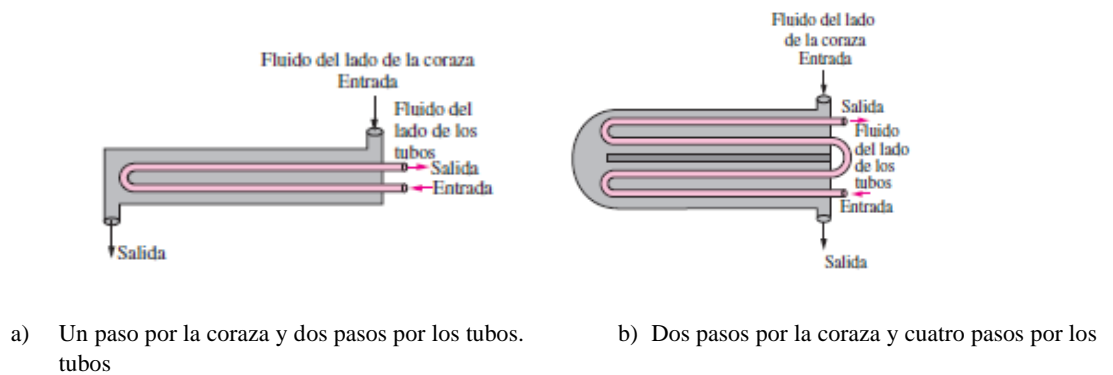 Fluido del lado de la coraza
Entrada
Fluido del
lado de los
tubos
Salida
Entrada
Salida
Fluido del lado
de la coraza
Entrada
Salida
Fluido
del lado
de los
tubos
Entrada
Salida
a) Un paso por la coraza y dos pasos por los tubos.
b) Dos pasos por la coraza y cuatro pasos por los
tubos